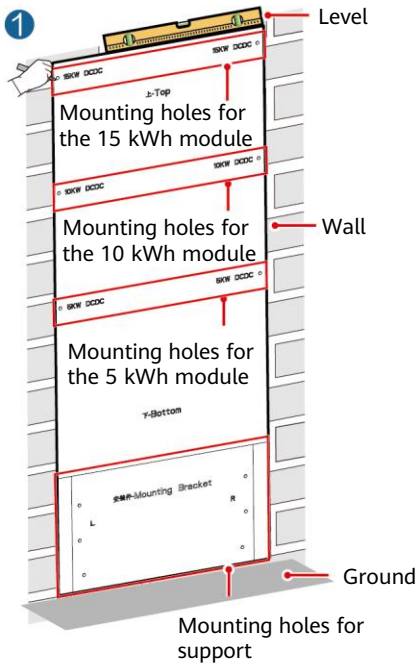 1
Level
15KW DCDC
15KW DCDC
上-Top
Mounting holes for
the 15 kWh module
10KW DCDC
10KW DCDC
Mounting holes for
the 10 kWh module
Wall
5KW DCDC
5KW DCDC
Mounting holes for
the 5 kWh module
下-Bottom
安装件-Mounting Bracket
L
R
Ground
Mounting holes for
support